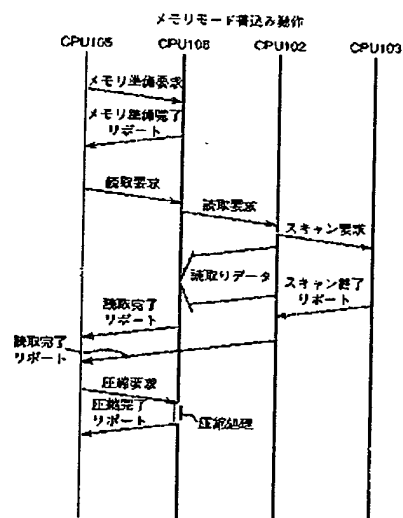 メモリモード書込み動作
CPU105
CPU106
CPU102
CPU103
メモリ準備要求
メモリ準備完了
リポート
読取要求
読取要求
スキャン要求
読取りデータ
スキャン終了
リポート
読取完了
リポート
読取完了
リポート
圧縮要求
圧縮完了
リポート
圧縮処理